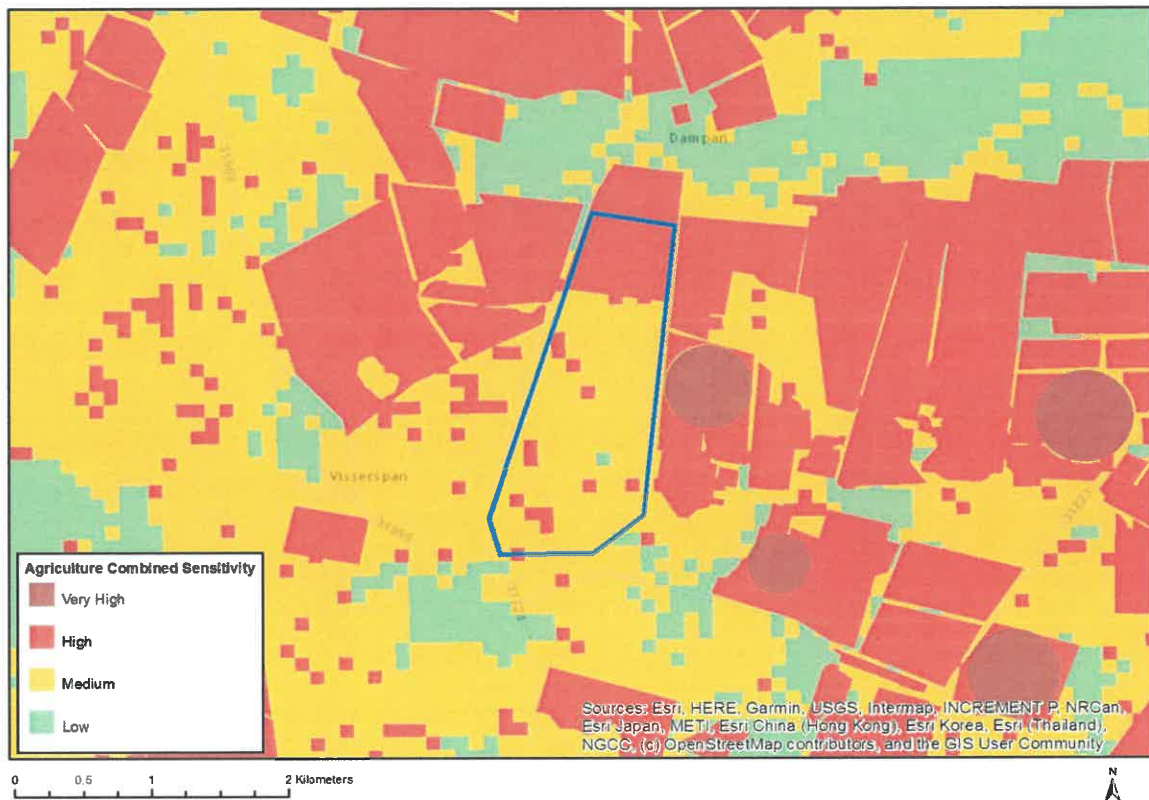 Dampan
Visserspan
Agriculture Combined Sensitivity
Very High
High
Medium
Low
Sources: Esri, HERE, Garmin, USGS, Intermap, INCREMENT P, NRCan,
Esri Japan, METI, Esri China (Hong Kong), Esri Korea, Esri (Thailand),
NGCC, (c) OpenStreetMap contributors, and the GIS User Community
0 0.5 1 2 Kilometers
N